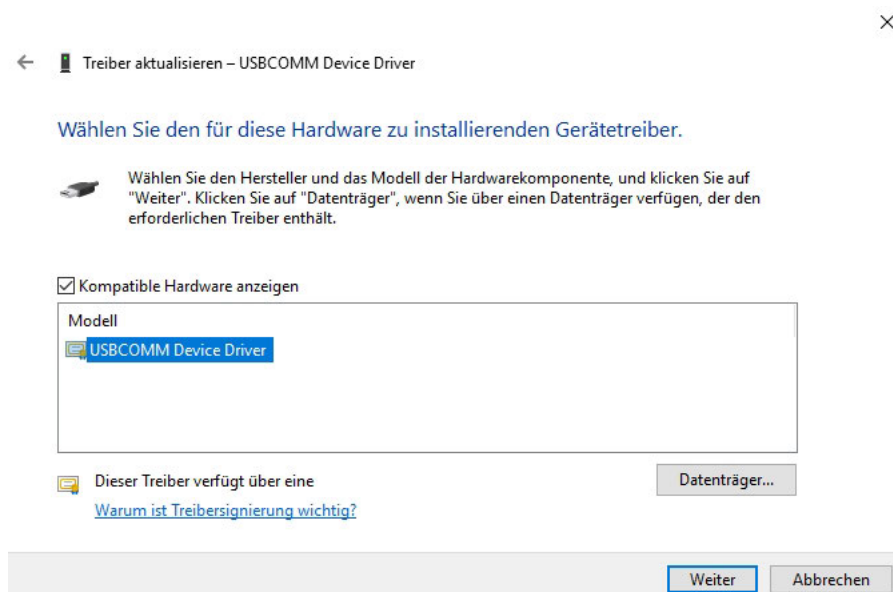 Treiber aktualisieren – USBCOMM Device Driver
Wählen Sie den für diese Hardware zu installierenden Gerätetreiber.
Wählen Sie den Hersteller und das Modell der Hardwarekomponente, und klicken Sie auf
"Weiter". Klicken Sie auf "Datenträger", wenn Sie über einen Datenträger verfügen, der den
erforderlichen Treiber enthält.
Kompatible Hardware anzeigen
Modell
USBCOMM Device Driver
Dieser Treiber verfügt über eine
Datenträger...
Warum ist Treibersignierung wichtig?
Weiter
Abbrechen